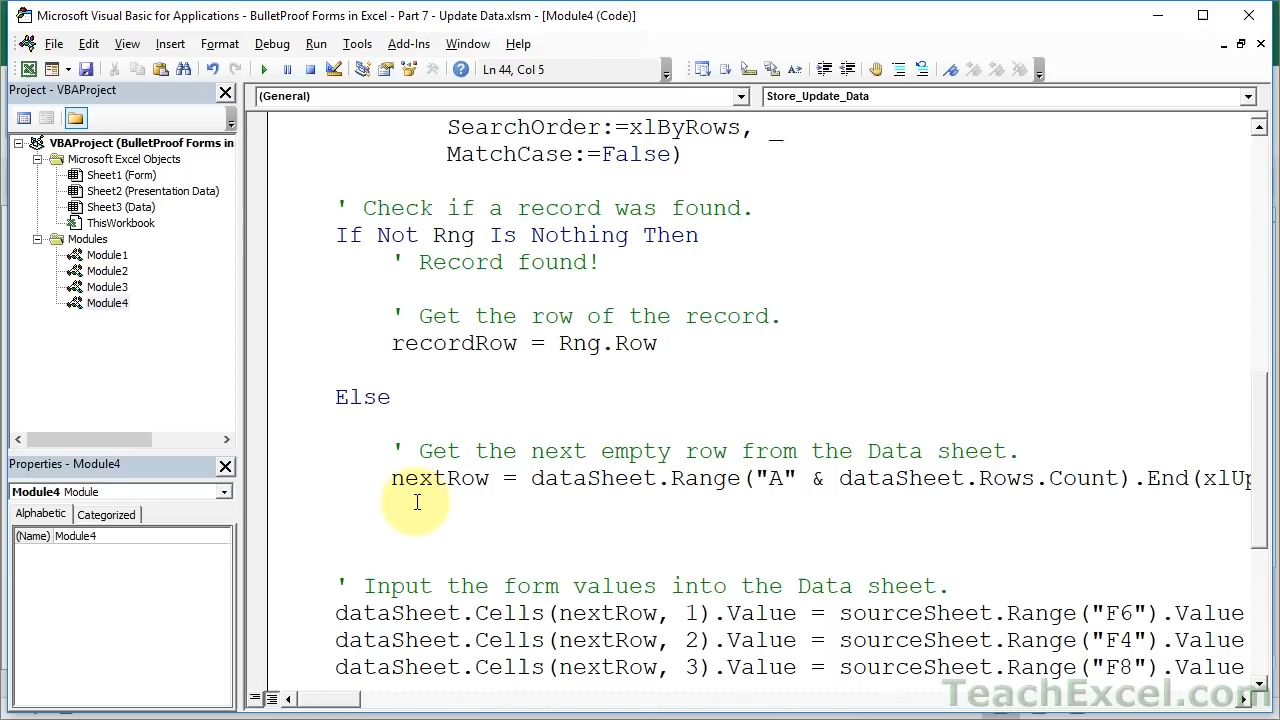 Microsoft Visual Basic for Applications - BulletProof Forms in Excel - Part 7 - Update Data.xlsm - [Module4 (Code)]
File Edit View Insert Format Debug Run Tools Add-Ins Window Help
Ln 44, Col 5
Project - VBAProject
(General)
Store_Update_Data
VBAProject (BulletProof Forms in
Microsoft Excel Objects
Sheet1 (Form)
Sheet2 (Presentation Data)
Sheet3 (Data)
ThisWorkbook
Modules
Module1
Module2
Module3
Module4
Properties - Module4
Module4 Module
Alphabetic Categorized
(Name) Module4
SearchOrder:=xlByRows, _
MatchCase:=False)
' Check if a record was found.
If Not Rng Is Nothing Then
' Record found!
' Get the row of the record.
recordRow = Rng.Row
Else
' Get the next empty row from the Data sheet.
nextRow = dataSheet.Range("A" & dataSheet.Rows.Count).End(xlUp
' Input the form values into the Data sheet.
dataSheet.Cells(nextRow, 1).Value = sourceSheet.Range("F6").Value
dataSheet.Cells(nextRow, 2).Value = sourceSheet.Range("F4").Value
dataSheet.Cells(nextRow, 3).Value = sourceSheet.Range("F8").Value
TeachExcel.com